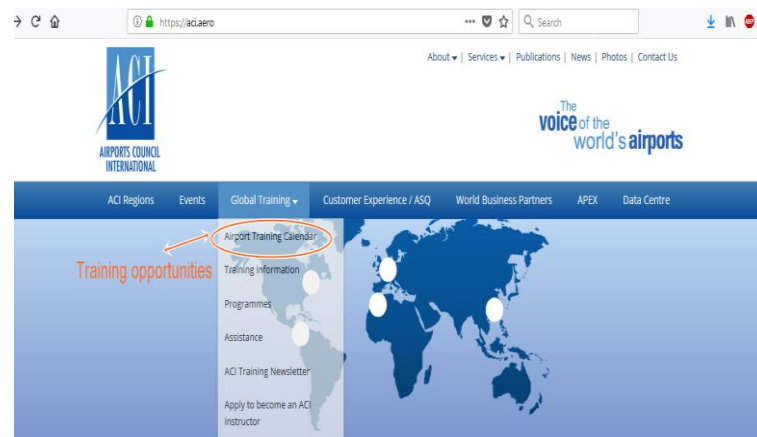 https://aci.aero
Search
About | Services | Publications | News | Photos | Contact Us
ACI
AIRPORTS COUNCIL
INTERNATIONAL
The
voice of the
world's airports
ACI Regions Events Global Training Customer Experience / ASQ World Business Partners APEX Data Centre
Airport Training Calendar
Training opportunities
Training Information
Programmes
Assistance
ACI Training Newsletter
Apply to become an ACI
Instructor